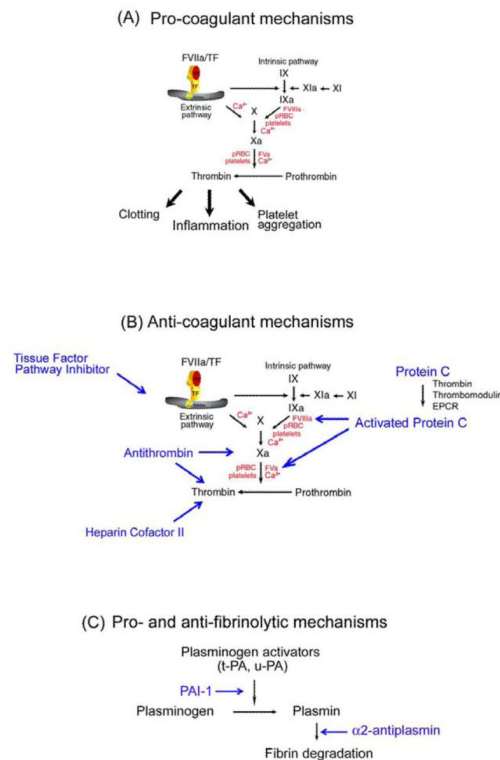 (A) Pro-coagulant mechanisms
FVIIa/TF
Intrinsic pathway
IX
TF
IXa ← XIa ← XI
Extrinsic pathway
Ca²⁺
X
FVIIIa
pRBC
platelets
Ca²⁺
Xa
pRBC
platelets
FVa
Ca²⁺
Thrombin
Prothrombin
Clotting
Inflammation
Platelet
aggregation
(B) Anti-coagulant mechanisms
Tissue Factor
Pathway Inhibitor
FVIIa/TF
Intrinsic pathway
IX
TF
XIa ← XI
Protein C
Thrombin
Thrombomodulin
EPCR
Extrinsic
pathway
Ca²⁺
X
IXa
FVIIIa
pRBC
platelets
Ca²⁺
Activated Protein C
Antithrombin
Xa
pRBC
platelets
FVa
Ca²⁺
Thrombin
Prothrombin
Heparin Cofactor II
(C) Pro- and anti-fibrinolytic mechanisms
Plasminogen activators
(t-PA, u-PA)
PAI-1
Plasminogen
Plasmin
α2-antiplasmin
Fibrin degradation